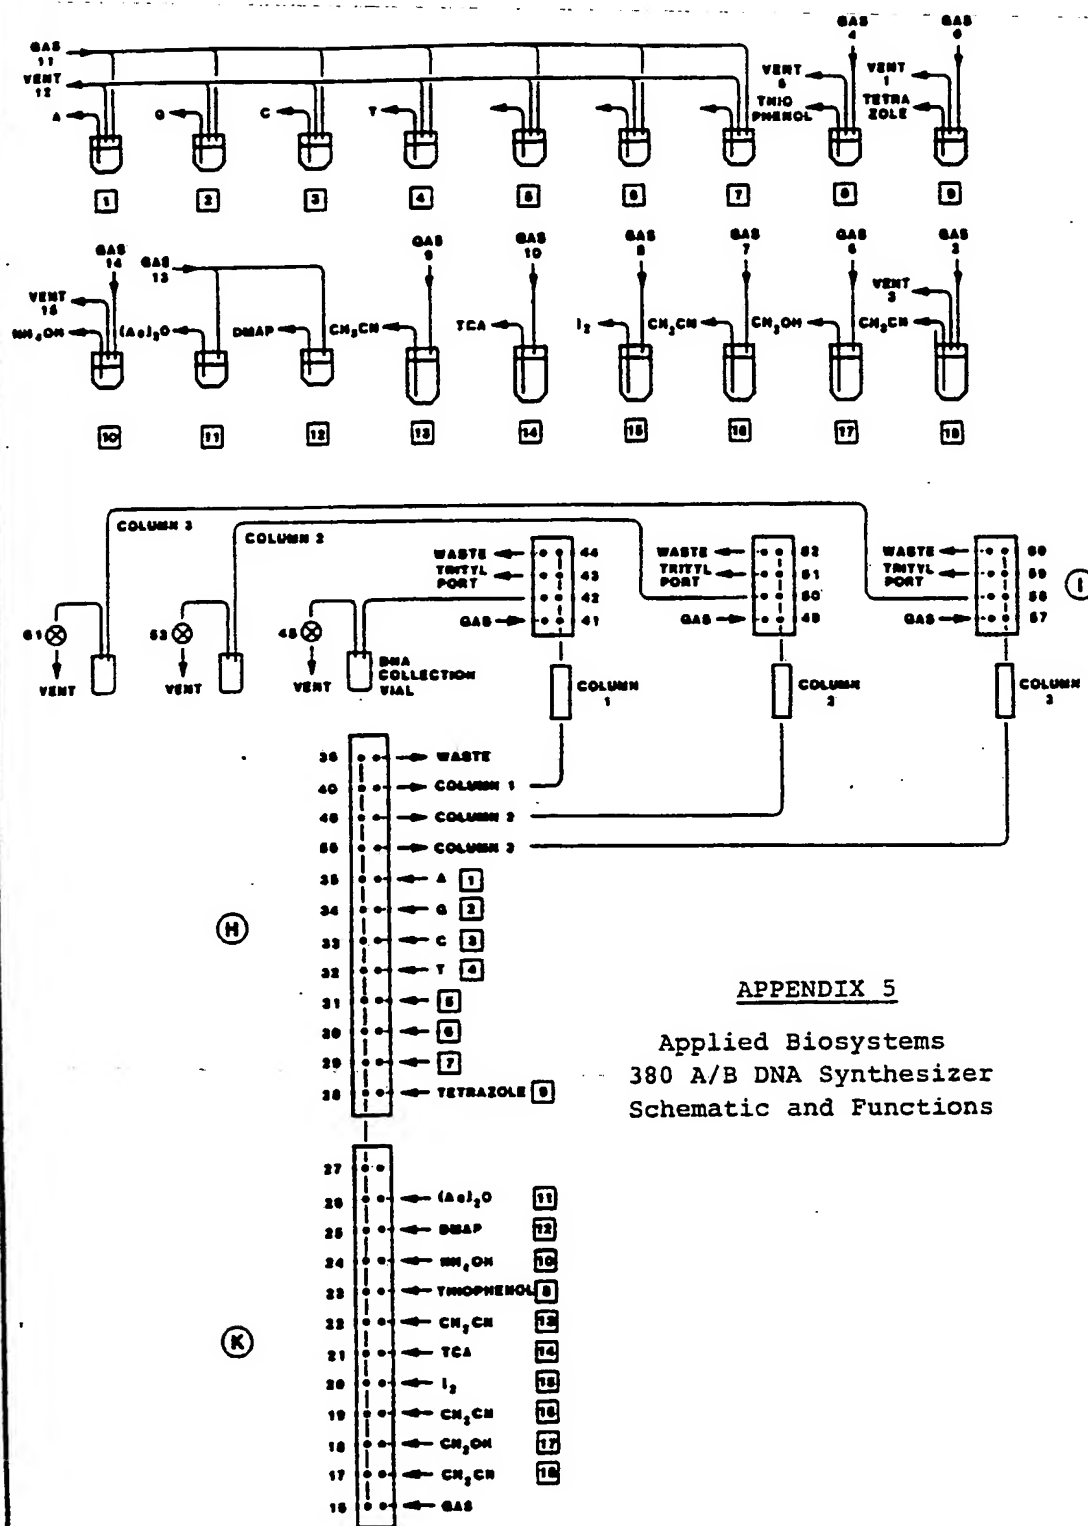 GAS 11
GAS 4
GAS 6
VENT 12
VENT 5
VENT 1
A
G
C
T
THIO PHENOL
TETRA ZOLE
1 2 3 4 5 6 7 8 9
GAS 14
GAS 13
GAS 9
GAS 10
GAS 8
GAS 7
GAS 2
VENT 15
VENT 3
NH4OH
(Ac)2O
DMAP
CH3CN
TCA
I2
CH3CN
CH3OH
CH3CN
10 11 12 13 14 15 16 17 18
COLUMN 3
COLUMN 2
WASTE 44
TRITYL PORT 43
42
GAS 41
WASTE 52
TRITYL PORT 51
50
GAS 49
WASTE 60
TRITYL PORT 59
58
GAS 57
I
61
VENT
53
VENT
45
VENT
DNA
COLLECTION
VIAL
COLUMN 1
COLUMN 2
COLUMN 3
36 WASTE
40 COLUMN 1
48 COLUMN 2
56 COLUMN 3
35 A 1
34 G 2
33 C 3
32 T 4
31 5
30 6
29 7
28 TETRAZOLE 9
H
APPENDIX 5
Applied Biosystems
380 A/B DNA Synthesizer
Schematic and Functions
27
26 (Ac)2O 11
25 DMAP 12
24 NH4OH 10
23 THIOPHENOL 8
22 CH3CN 13
21 TCA 14
20 I2 15
19 CH3CN 16
18 CH3OH 17
17 CH3CN 18
16 GAS
K